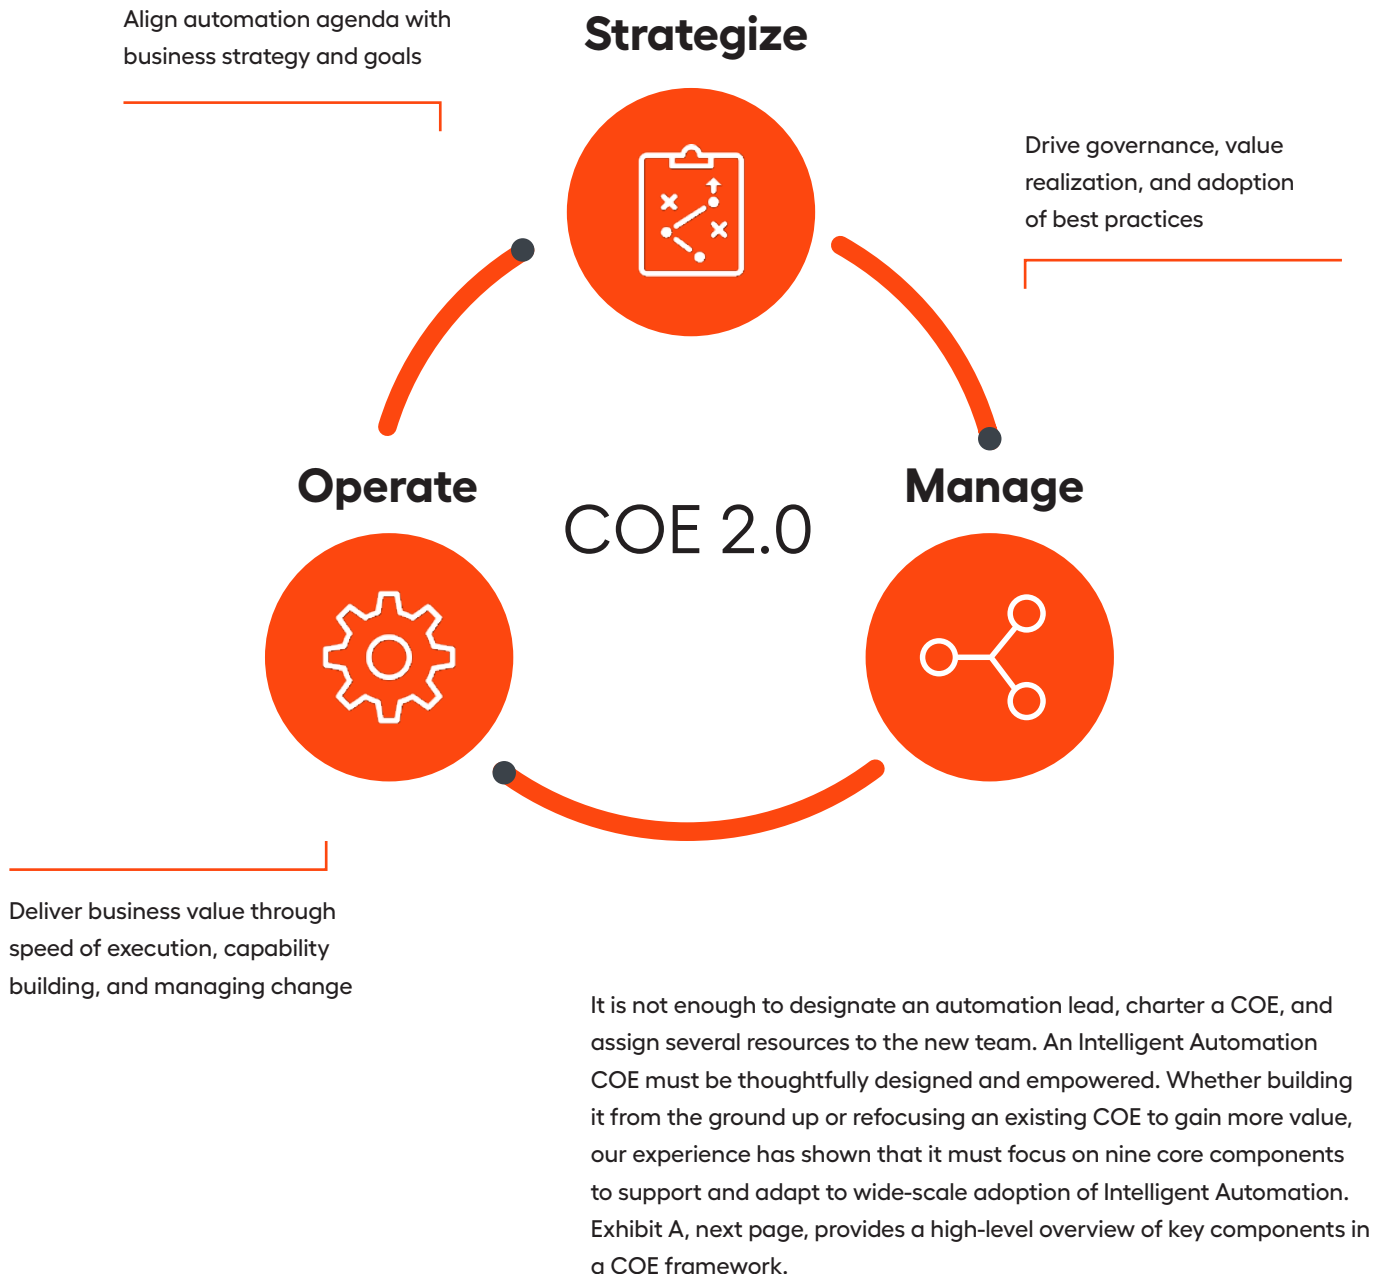 Align automation agenda with
business strategy and goals
Strategize
Drive governance, value
realization, and adoption
of best practices
Operate
COE 2.0
Manage
Deliver business value through
speed of execution, capability
building, and managing change
It is not enough to designate an automation lead, charter a COE, and
assign several resources to the new team. An Intelligent Automation
COE must be thoughtfully designed and empowered. Whether building
it from the ground up or refocusing an existing COE to gain more value,
our experience has shown that it must focus on nine core components
to support and adapt to wide-scale adoption of Intelligent Automation.
Exhibit A, next page, provides a high-level overview of key components in
a COE framework.